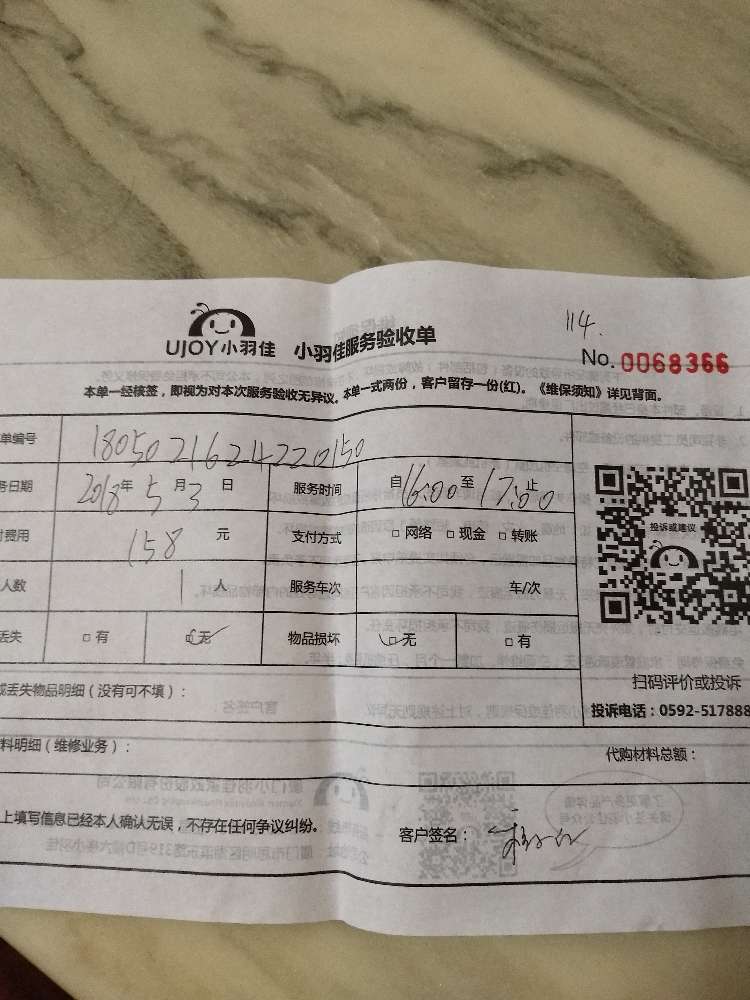 114.
UJOY小羽佳 小羽佳服务验收单
No. 0068366
本单一经核签，即视为对本次服务验收无异议。本单一式两份，客户留存一份(红)。《维保须知》详见背面。
单编号 1805021624220150
务日期 2018年5月3日 服务时间 自16:00至17:00止
费用 158元 支付方式 □网络 □现金 □转账
人数 1人 服务车次 车/次
丢失 □有 □无 物品损坏 □无 □有
投诉或建议
扫码评价或投诉
投诉电话：0592-517888
或丢失物品明细（没有可不填）：
料明细（维修业务）：
代购材料总额：
上填写信息已经本人确认无误，不存在任何争议纠纷。
客户签名：